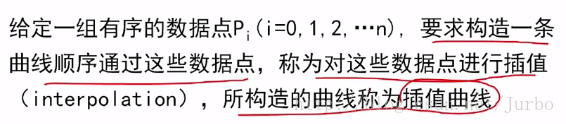 给定一组有序的数据点Pi(i=0,1,2,…n), 要求构造一条
曲线顺序通过这些数据点，称为对这些数据点进行插值
（interpolation），所构造的曲线称为插值曲线